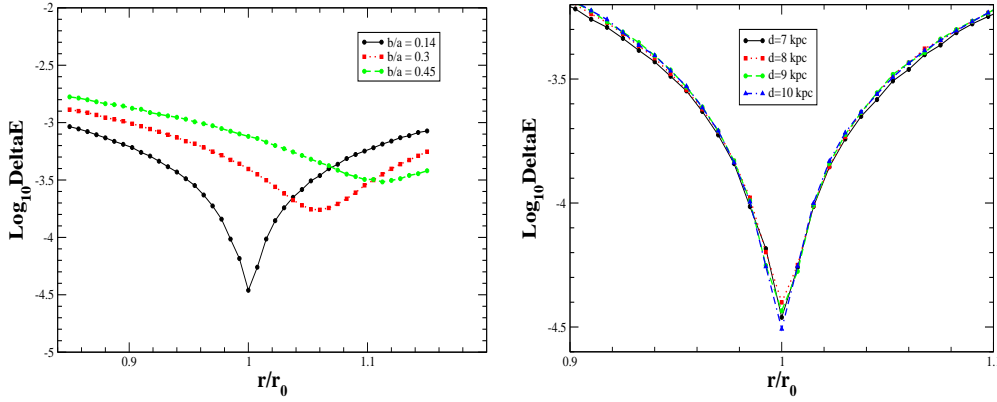 -2
-2.5
-3
-3.5
-4
-4.5
-5
Log10DeltaE
0.9
1
1.1
r/r0
b/a = 0.14
b/a = 0.3
b/a = 0.45
-3.5
-4
-4.5
Log10DeltaE
0.9
1
1.
r/r0
d=7 kpc
d=8 kpc
d=9 kpc
d=10 kpc